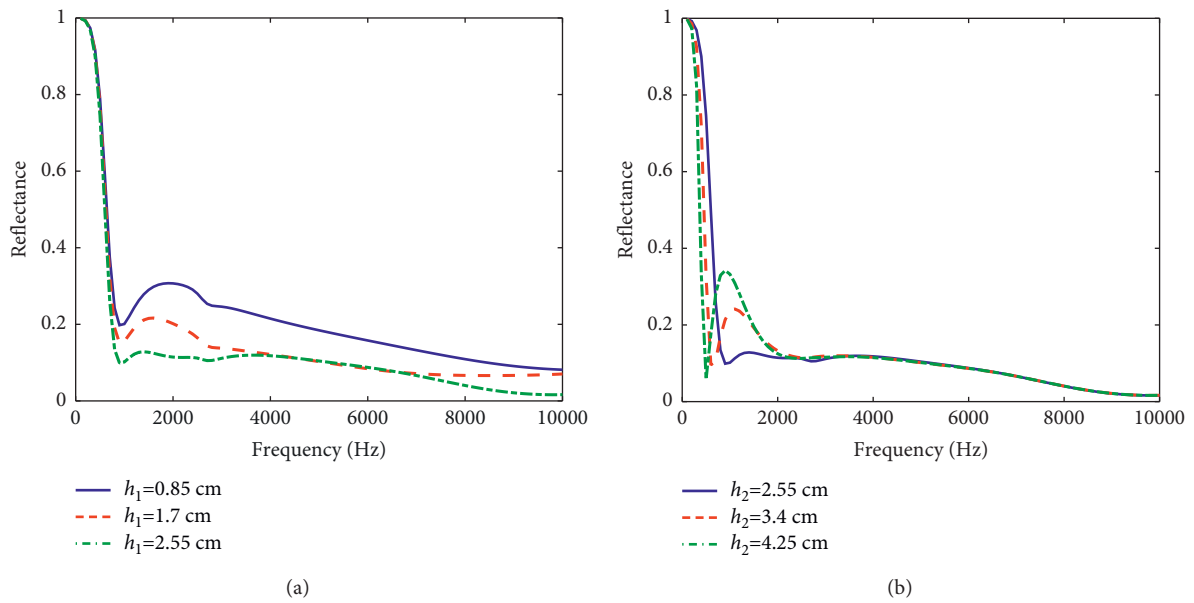 1
0.8
0.6
0.4
0.2
0
Reflectance
0 2000 4000 6000 8000 10000
Frequency (Hz)
h1=0.85 cm
h1=1.7 cm
h1=2.55 cm
(a)
1
0.8
0.6
0.4
0.2
0
Reflectance
0 2000 4000 6000 8000 10000
Frequency (Hz)
h2=2.55 cm
h2=3.4 cm
h2=4.25 cm
(b)